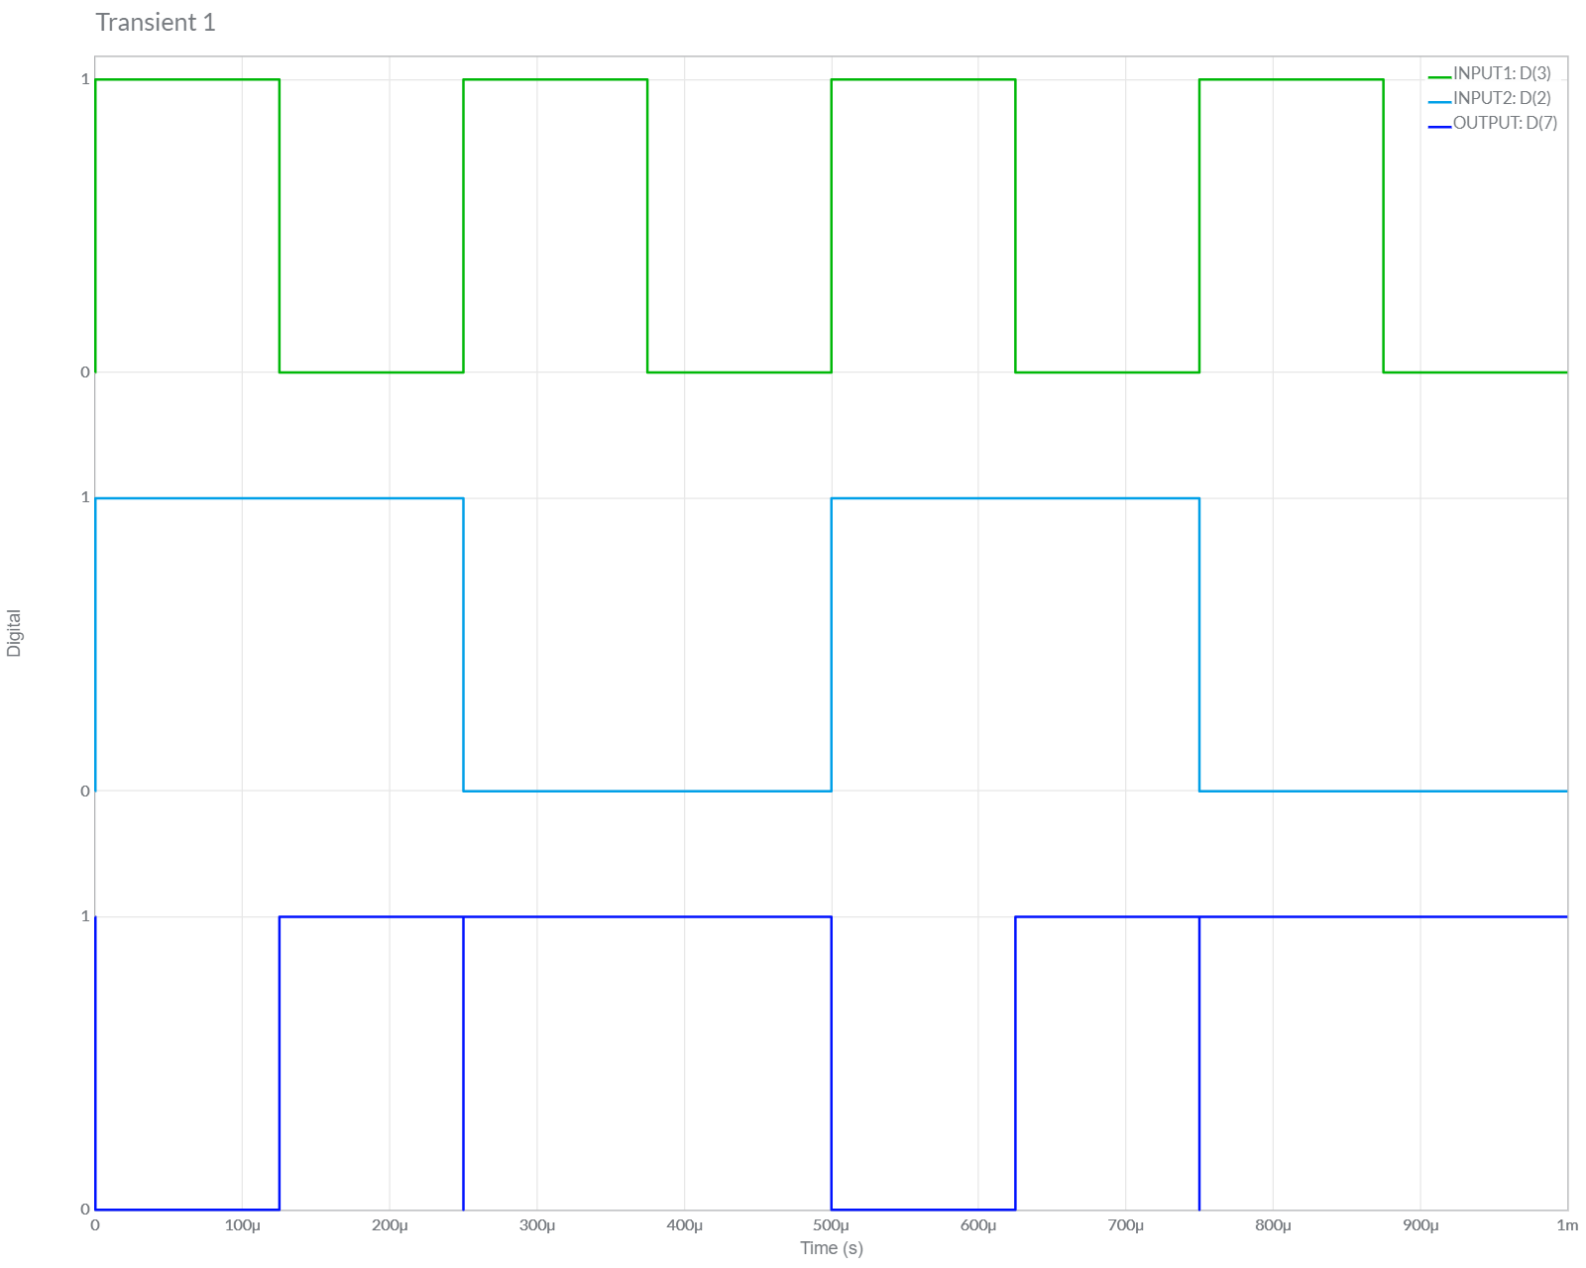 Transient 1
INPUT1: D(3)
INPUT2: D(2)
OUTPUT: D(7)
1
0
1
0
1
0
Digital
0 100µ 200µ 300µ 400µ 500µ 600µ 700µ 800µ 900µ 1m
Time (s)